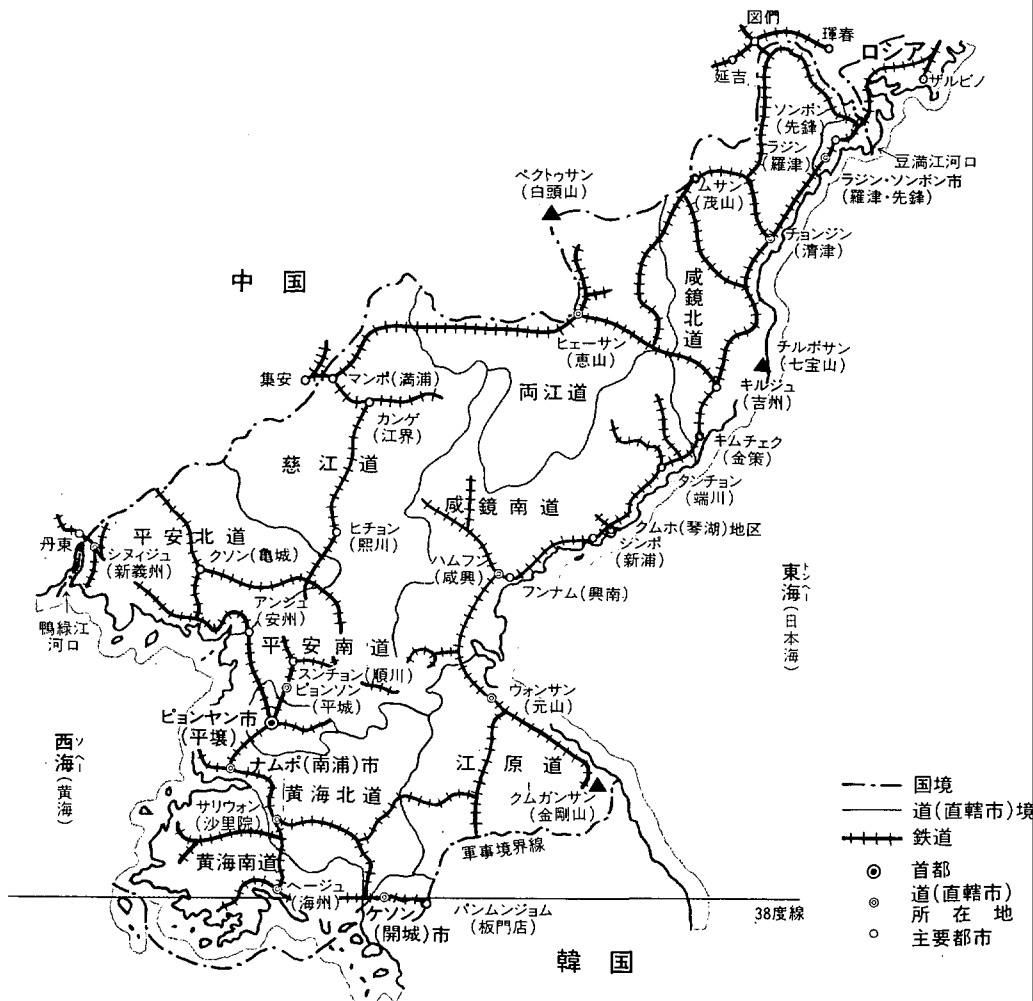 図們
琿春
ロシア
延吉
ザルビノ
ソンボン
(先鋒)
ラジン
(羅津)
豆満江河口
ラジン・ソンボン市
(羅津・先鋒)
ペクトゥサン
(白頭山)
ムサン
(茂山)
チョンジン
(清津)
中国
咸鏡北道
ヒェーサン
(恵山)
チルボサン
(七宝山)
集安
マンポ(満浦)
両江道
キルジュ
(吉州)
カンゲ
(江界)
キムチェク
(金策)
慈江道
タンチョン
(端川)
咸鏡南道
クムホ(琴湖)地区
シンポ
(新浦)
平安北道
ヒチョン
(熙川)
丹東
シヌィジュ
(新義州)
クソン(亀城)
ハムフン
(咸興)
フンナム(興南)
東海(日本海)
トンヘー
アンジュ
(安州)
鴨緑江
河口
平安南道
スンチョン(順川)
ピョンソン
(平城)
ウォンサン
(元山)
ピョンヤン市
(平壌)
西海(黄海)
ソヘー
ナムポ(南浦)市
江原道
黄海北道
クムガンサン
(金剛山)
サリウォン
(沙里院)
軍事境界線
黄海南道
ヘージュ
(海州)
ケソン
(開城)市
パンムンジョム
(板門店)
38度線
韓国
国境
道(直轄市)境
鉄道
首都
道(直轄市)
所在地
主要都市